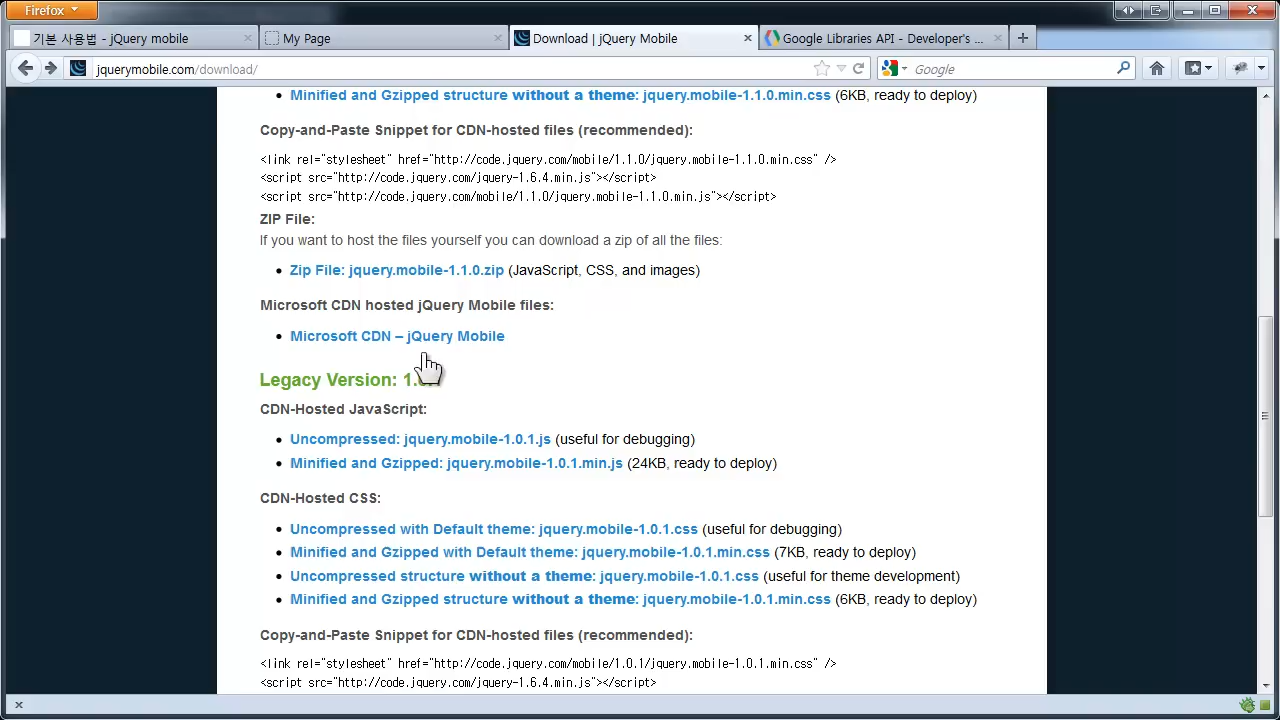 Firefox
기본 사용법 - jQuery mobile
My Page
Download | jQuery Mobile
Google Libraries API - Developer's ...
jquerymobile.com/download/
Google
Minified and Gzipped structure without a theme: jquery.mobile-1.1.0.min.css (6KB, ready to deploy)
Copy-and-Paste Snippet for CDN-hosted files (recommended):
<link rel="stylesheet" href="http://code.jquery.com/mobile/1.1.0/jquery.mobile-1.1.0.min.css" />
<script src="http://code.jquery.com/jquery-1.6.4.min.js"></script>
<script src="http://code.jquery.com/mobile/1.1.0/jquery.mobile-1.1.0.min.js"></script>
ZIP File:
If you want to host the files yourself you can download a zip of all the files:
Zip File: jquery.mobile-1.1.0.zip (JavaScript, CSS, and images)
Microsoft CDN hosted jQuery Mobile files:
Microsoft CDN – jQuery Mobile
Legacy Version:
CDN-Hosted JavaScript:
Uncompressed: jquery.mobile-1.0.1.js (useful for debugging)
Minified and Gzipped: jquery.mobile-1.0.1.min.js (24KB, ready to deploy)
CDN-Hosted CSS:
Uncompressed with Default theme: jquery.mobile-1.0.1.css (useful for debugging)
Minified and Gzipped with Default theme: jquery.mobile-1.0.1.min.css (7KB, ready to deploy)
Uncompressed structure without a theme: jquery.mobile-1.0.1.css (useful for theme development)
Minified and Gzipped structure without a theme: jquery.mobile-1.0.1.min.css (6KB, ready to deploy)
Copy-and-Paste Snippet for CDN-hosted files (recommended):
<link rel="stylesheet" href="http://code.jquery.com/mobile/1.0.1/jquery.mobile-1.0.1.min.css" />
<script src="http://code.jquery.com/jquery-1.6.4.min.js"></script>